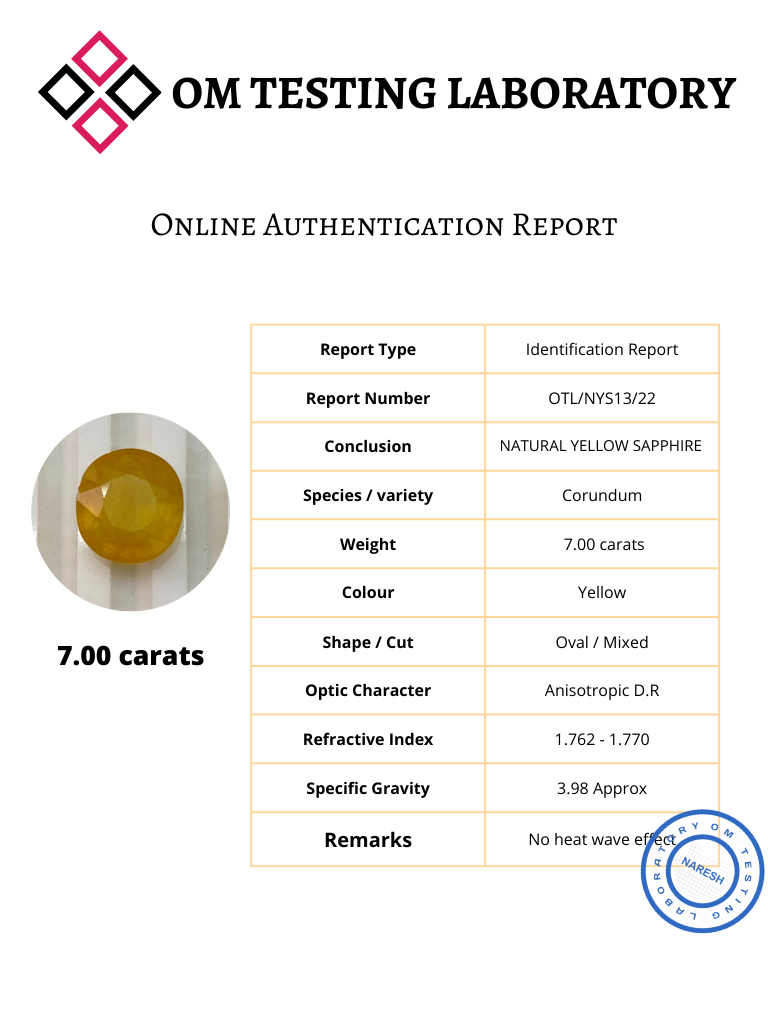 OM TESTING LABORATORY
Online Authentication Report
Report Type Identification Report
Report Number OTL/NYS13/22
Conclusion NATURAL YELLOW SAPPHIRE
Species / variety Corundum
Weight 7.00 carats
Colour Yellow
Shape / Cut Oval / Mixed
Optic Character Anisotropic D.R
Refractive Index 1.762 - 1.770
Specific Gravity 3.98 Approx
Remarks No heat wave effect
7.00 carats
OM TESTING LABORATORY
NARESH